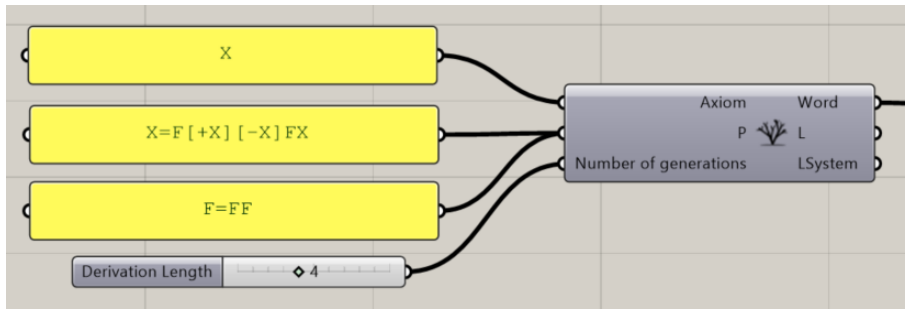 X
X=F[+X][-X]FX
F=FF
Derivation Length 4
Axiom Word
P L
Number of generations LSystem